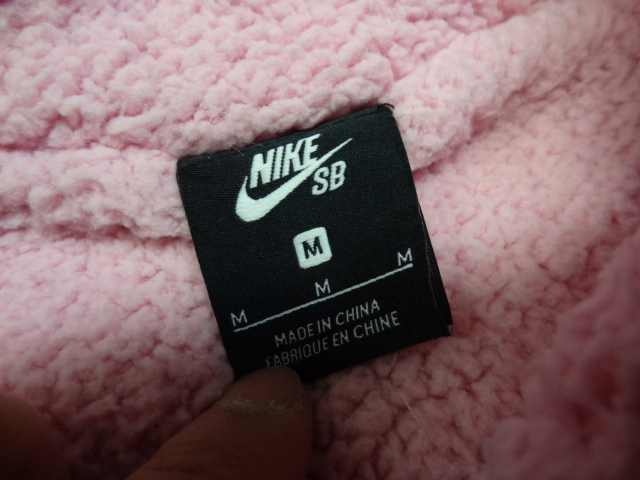 NIKE
SB
M
M M M
MADE IN CHINA
FABRIQUE EN CHINE